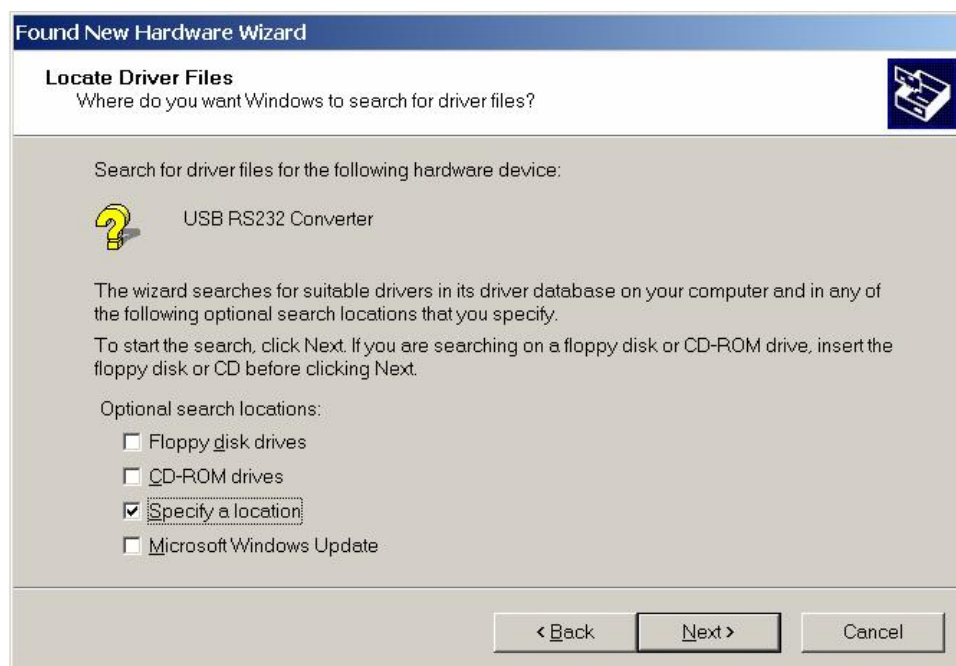 Found New Hardware Wizard
Locate Driver Files
Where do you want Windows to search for driver files?
Search for driver files for the following hardware device:
USB RS232 Converter
The wizard searches for suitable drivers in its driver database on your computer and in any of
the following optional search locations that you specify.
To start the search, click Next. If you are searching on a floppy disk or CD-ROM drive, insert the
floppy disk or CD before clicking Next.
Optional search locations:
Floppy disk drives
CD-ROM drives
Specify a location
Microsoft Windows Update
< Back Next > Cancel